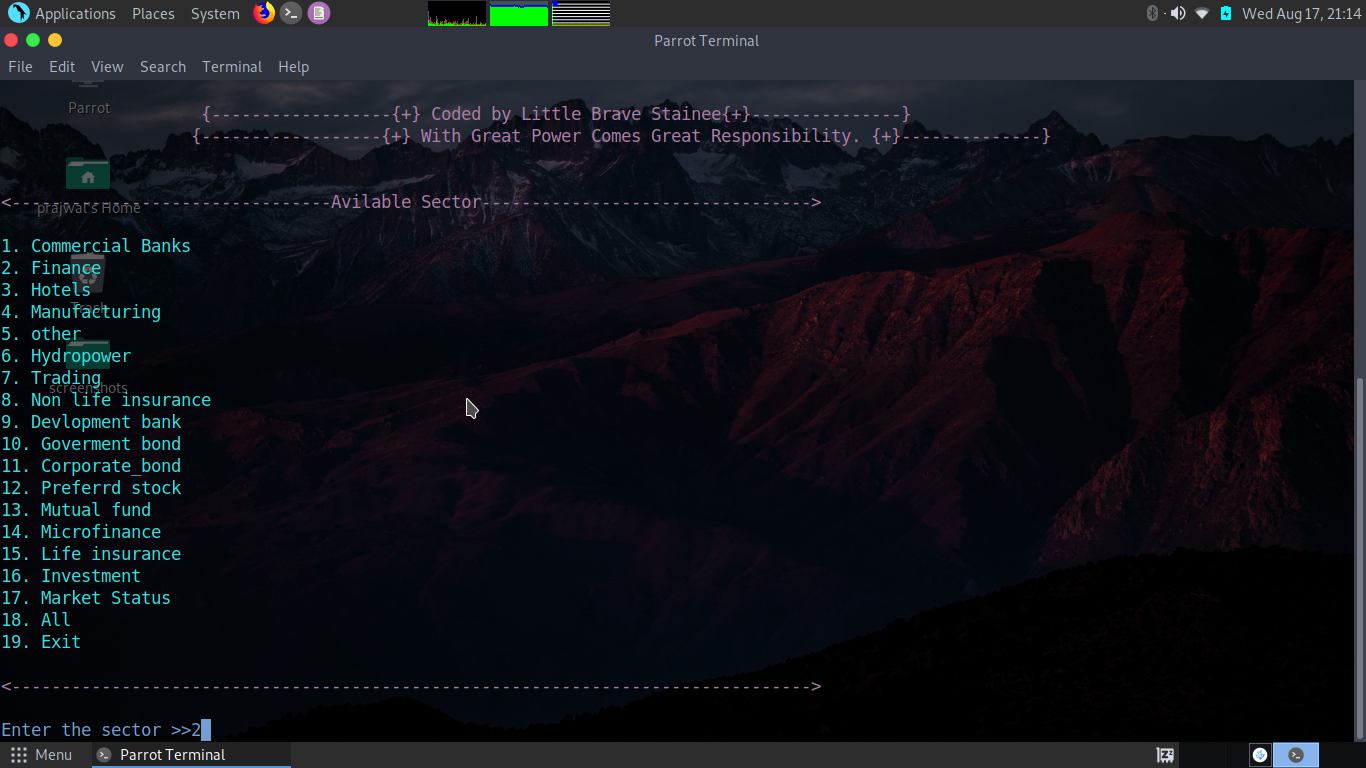 Applications Places System Wed Aug 17, 21:14
Parrot Terminal
File Edit View Search Terminal Help
Parrot
{------------------{+} Coded by Little Brave Stainee{+}---------------}
{------------------{+} With Great Power Comes Great Responsibility. {+}--------------}
<--------------------------------Avilable Sector--------------------------------->
prajwal's Home
1. Commercial Banks
2. Finance
3. Hotels
Trash
4. Manufacturing
5. other
6. Hydropower
7. Trading
screenshots
8. Non life insurance
9. Devlopment bank
10. Goverment bond
11. Corporate_bond
12. Preferrd stock
13. Mutual fund
14. Microfinance
15. Life insurance
16. Investment
17. Market Status
18. All
19. Exit
<-------------------------------------------------------------------------------->
Enter the sector >>2
Menu Parrot Terminal